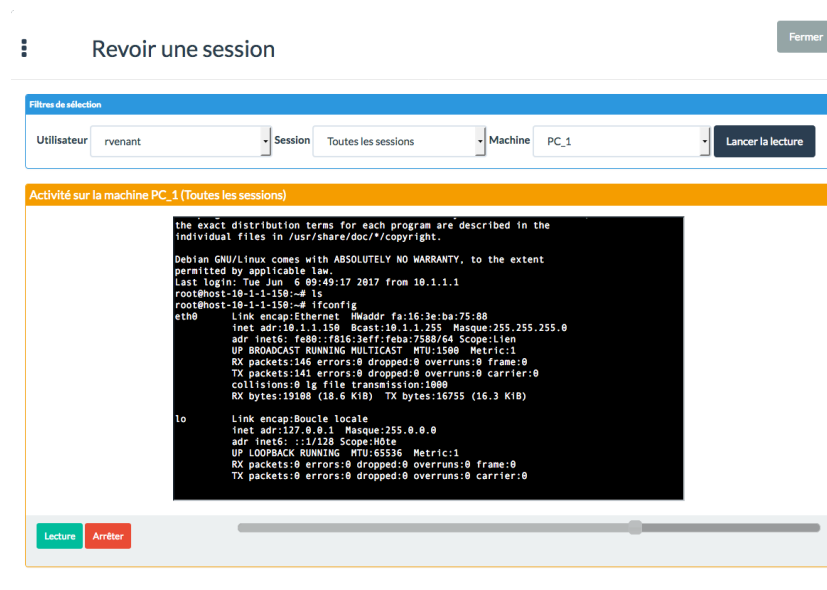 Revoir une session
Fermer
Filtres de sélection
Utilisateur rvenant Session Toutes les sessions Machine PC_1 Lancer la lecture
Activité sur la machine PC_1 (Toutes les sessions)
the exact distribution terms for each program are described in the
individual files in /usr/share/doc/*/copyright.
Debian GNU/Linux comes with ABSOLUTELY NO WARRANTY, to the extent
permitted by applicable law.
Last login: Tue Jun  6 09:49:17 2017 from 10.1.1.1
root@host-10-1-1-150:~# ls
root@host-10-1-1-150:~# ifconfig
eth0      Link encap:Ethernet  HWaddr fa:16:3e:ba:75:88
          inet adr:10.1.1.150  Bcast:10.1.1.255  Masque:255.255.255.0
          adr inet6: fe80::f816:3eff:feba:7588/64 Scope:Lien
          UP BROADCAST RUNNING MULTICAST  MTU:1500  Metric:1
          RX packets:146 errors:0 dropped:0 overruns:0 frame:0
          TX packets:141 errors:0 dropped:0 overruns:0 carrier:0
          collisions:0 lg file transmission:1000
          RX bytes:19108 (18.6 KiB)  TX bytes:16755 (16.3 KiB)
lo        Link encap:Boucle locale
          inet adr:127.0.0.1  Masque:255.0.0.0
          adr inet6: ::1/128 Scope:Hôte
          UP LOOPBACK RUNNING  MTU:65536  Metric:1
          RX packets:0 errors:0 dropped:0 overruns:0 frame:0
          TX packets:0 errors:0 dropped:0 overruns:0 carrier:0
Lecture Arrêter